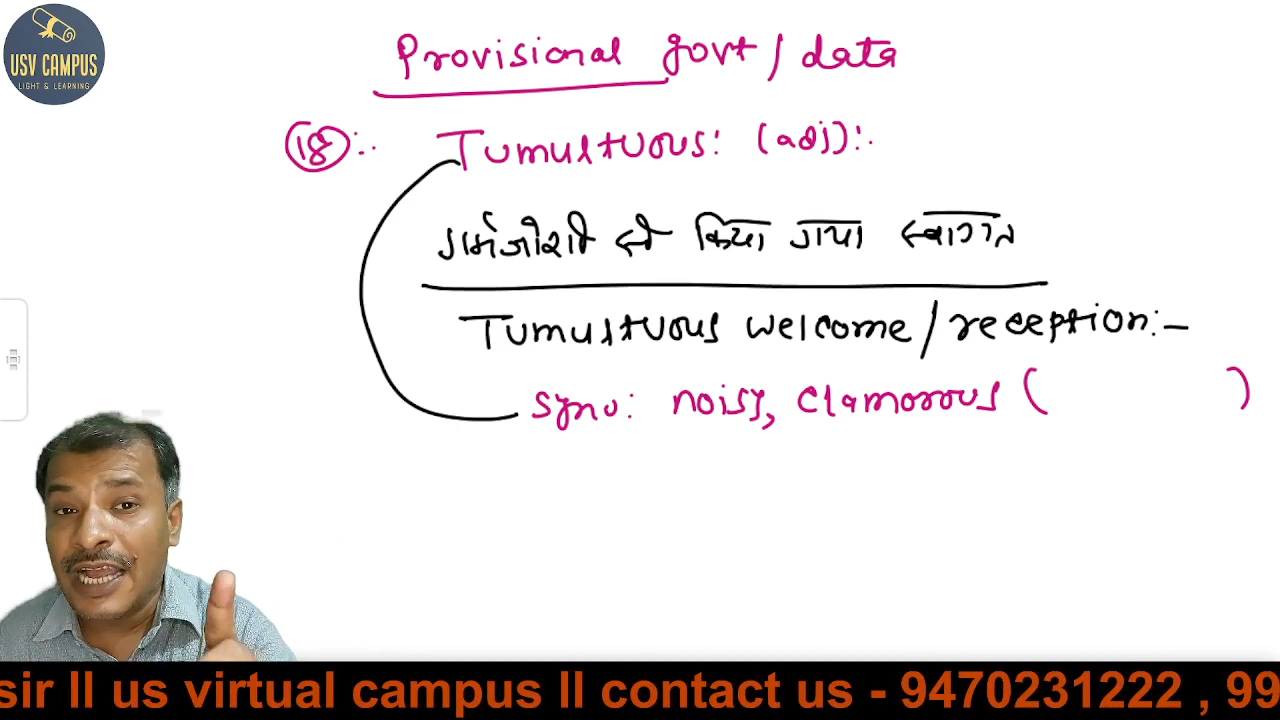 USV CAMPUS
LIGHT & LEARNING
Provisional govt / data
18:. Tumultuous: (adj):.
गर्मजोशी से किया गया स्वागत
Tumultuous welcome/reception:-
Syno: noisy, Clamorous ( )
sir ll us virtual campus ll contact us - 9470231222 , 99